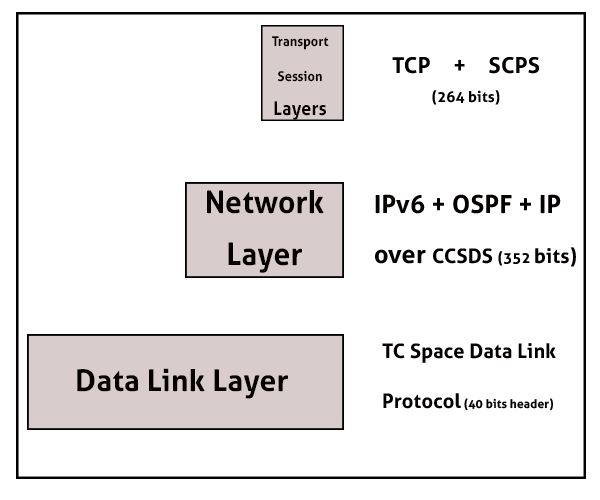 Transport
Session
Layers
TCP + SCPS
(264 bits)
Network
Layer
IPv6 + OSPF + IP
over CCSDS (352 bits)
Data Link Layer
TC Space Data Link
Protocol (40 bits header)